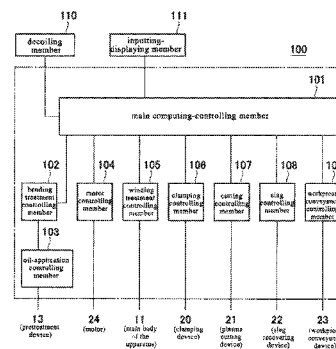 110
111
decoiling
member
inputting-
displaying member
100
101
main computing-controlling member
102
104
105
106
107
108
bending
treatment
controlling
member
motor
controlling
member
winding
treatment
controlling
member
clamping
controlling
member
cutting
controlling
member
slag
controlling
member
workpiece
conveyance
controlling
member
103
oil-application
controlling
member
13
(pretreatment
device)
24
(motor)
11
(main body
of the
apparatus)
20
(clamping
device)
21
(plasma
cutting device)
22
(slag
recovering
device)
23
(workpiece
conveyance
device)